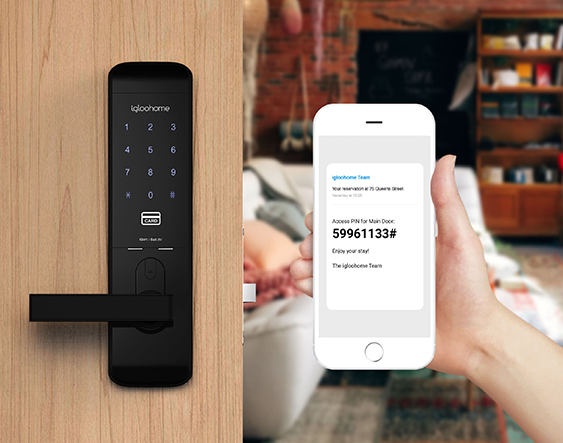 igloohome
1 2 3
4 5 6
7 8 9
* 0 #
CARD
igloohome Team
Your reservation at 75 Queens Street
Access PIN for Main Door:
59961133#
Enjoy your stay!
The igloohome Team